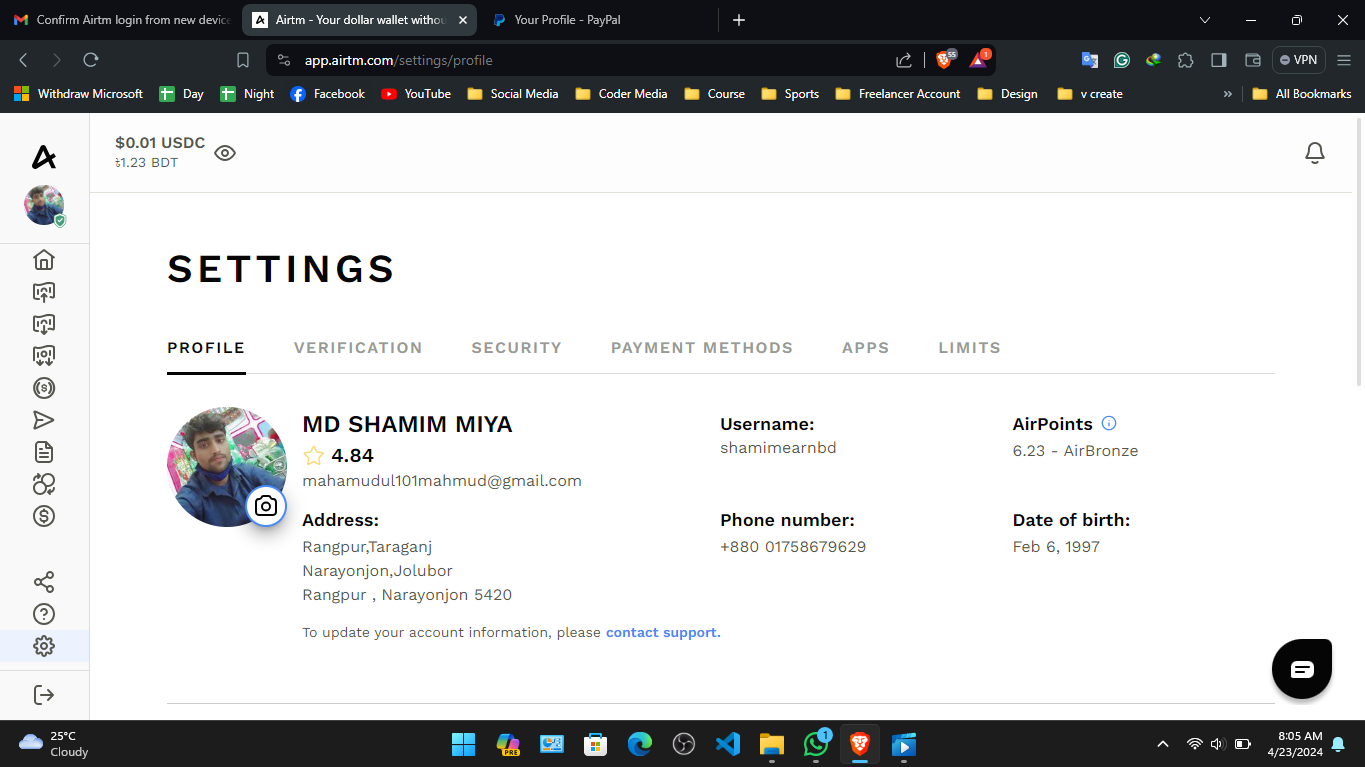 Confirm Airtm login from new device
Airtm - Your dollar wallet withou
Your Profile - PayPal
app.airtm.com/settings/profile
55
1
VPN
Withdraw Microsoft
Day
Night
Facebook
YouTube
Social Media
Coder Media
Course
Sports
Freelancer Account
Design
v create
»
All Bookmarks
$0.01 USDC
৳1.23 BDT
SETTINGS
PROFILE
VERIFICATION
SECURITY
PAYMENT METHODS
APPS
LIMITS
MD SHAMIM MIYA
4.84
mahamudul101mahmud@gmail.com
Username:
shamimearnbd
AirPoints
6.23 - AirBronze
Address:
Rangpur,Taraganj
Narayonjon,Jolubor
Rangpur , Narayonjon 5420
Phone number:
+880 01758679629
Date of birth:
Feb 6, 1997
To update your account information, please contact support.
25°C
Cloudy
PRE
1
8:05 AM
4/23/2024